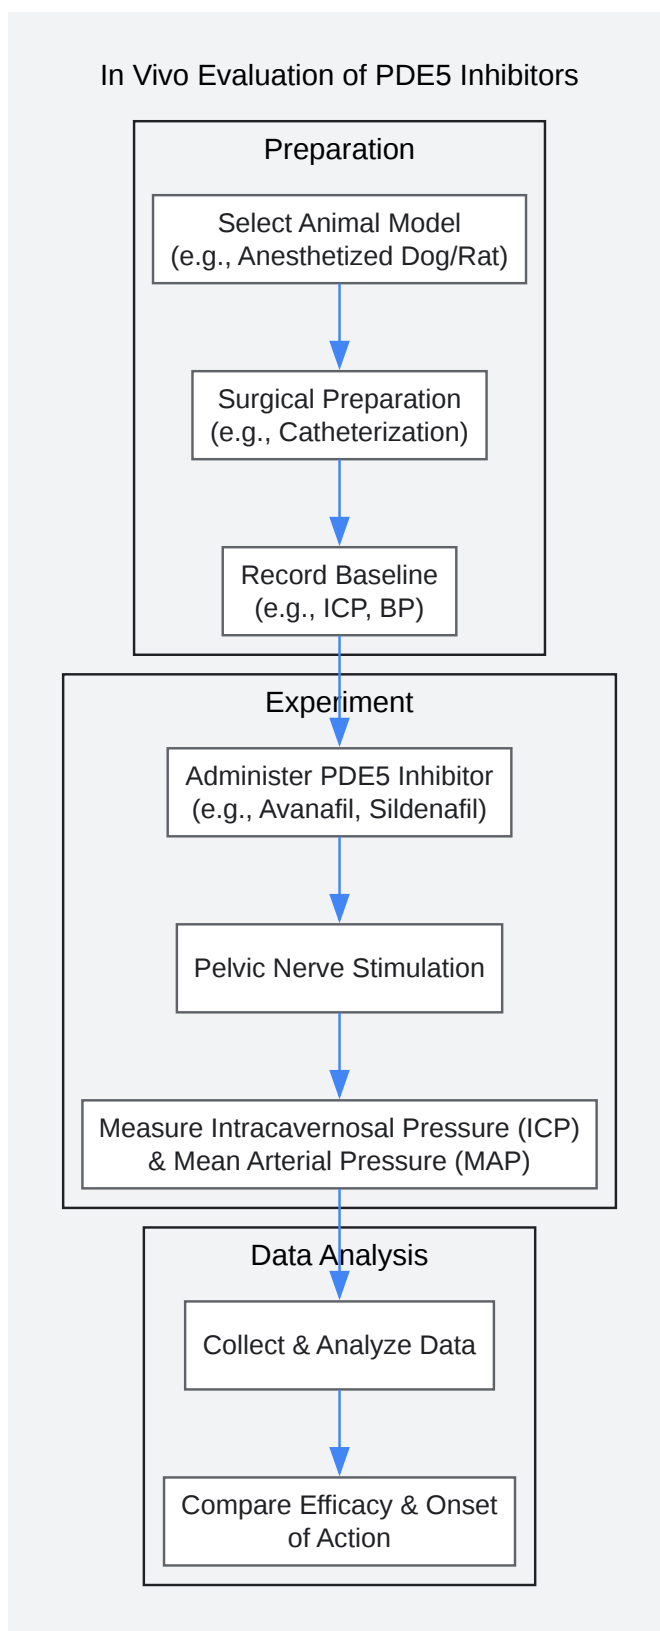 In Vivo Evaluation of PDE5 Inhibitors
Preparation
Select Animal Model
(e.g., Anesthetized Dog/Rat)
Surgical Preparation
(e.g., Catheterization)
Record Baseline
(e.g., ICP, BP)
Experiment
Administer PDE5 Inhibitor
(e.g., Avanafil, Sildenafil)
Pelvic Nerve Stimulation
Measure Intracavernosal Pressure (ICP)
& Mean Arterial Pressure (MAP)
Data Analysis
Collect & Analyze Data
Compare Efficacy & Onset
of Action